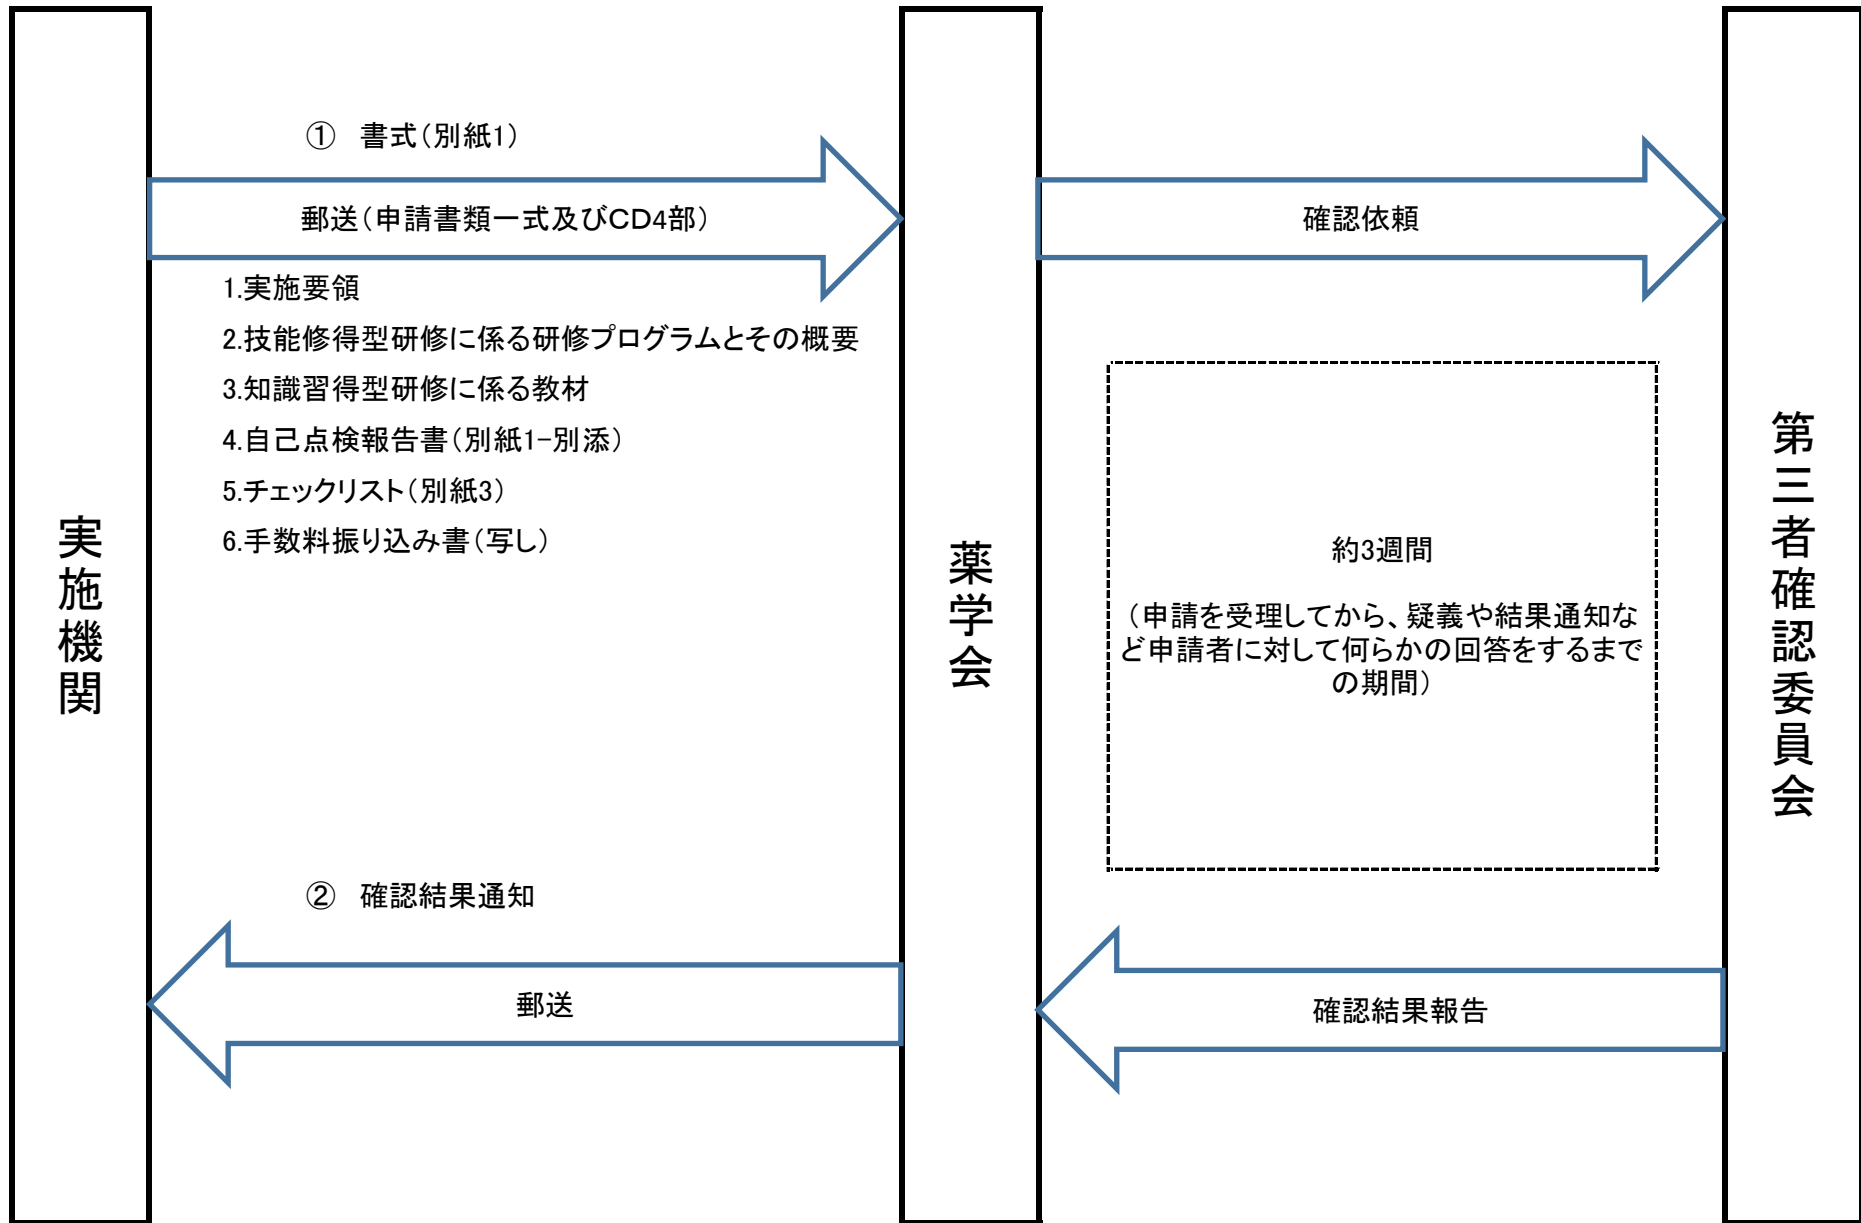 実施機関
① 書式（別紙1）
郵送（申請書類一式及びCD4部）
1.実施要領
2.技能修得型研修に係る研修プログラムとその概要
3.知識習得型研修に係る教材
4.自己点検報告書（別紙1-別添）
5.チェックリスト（別紙3）
6.手数料振り込み書（写し）
② 確認結果通知
郵送
薬学会
確認依頼
約3週間
（申請を受理してから、疑義や結果通知な
ど申請者に対して何らかの回答をするまで
の期間）
確認結果報告
第三者確認委員会